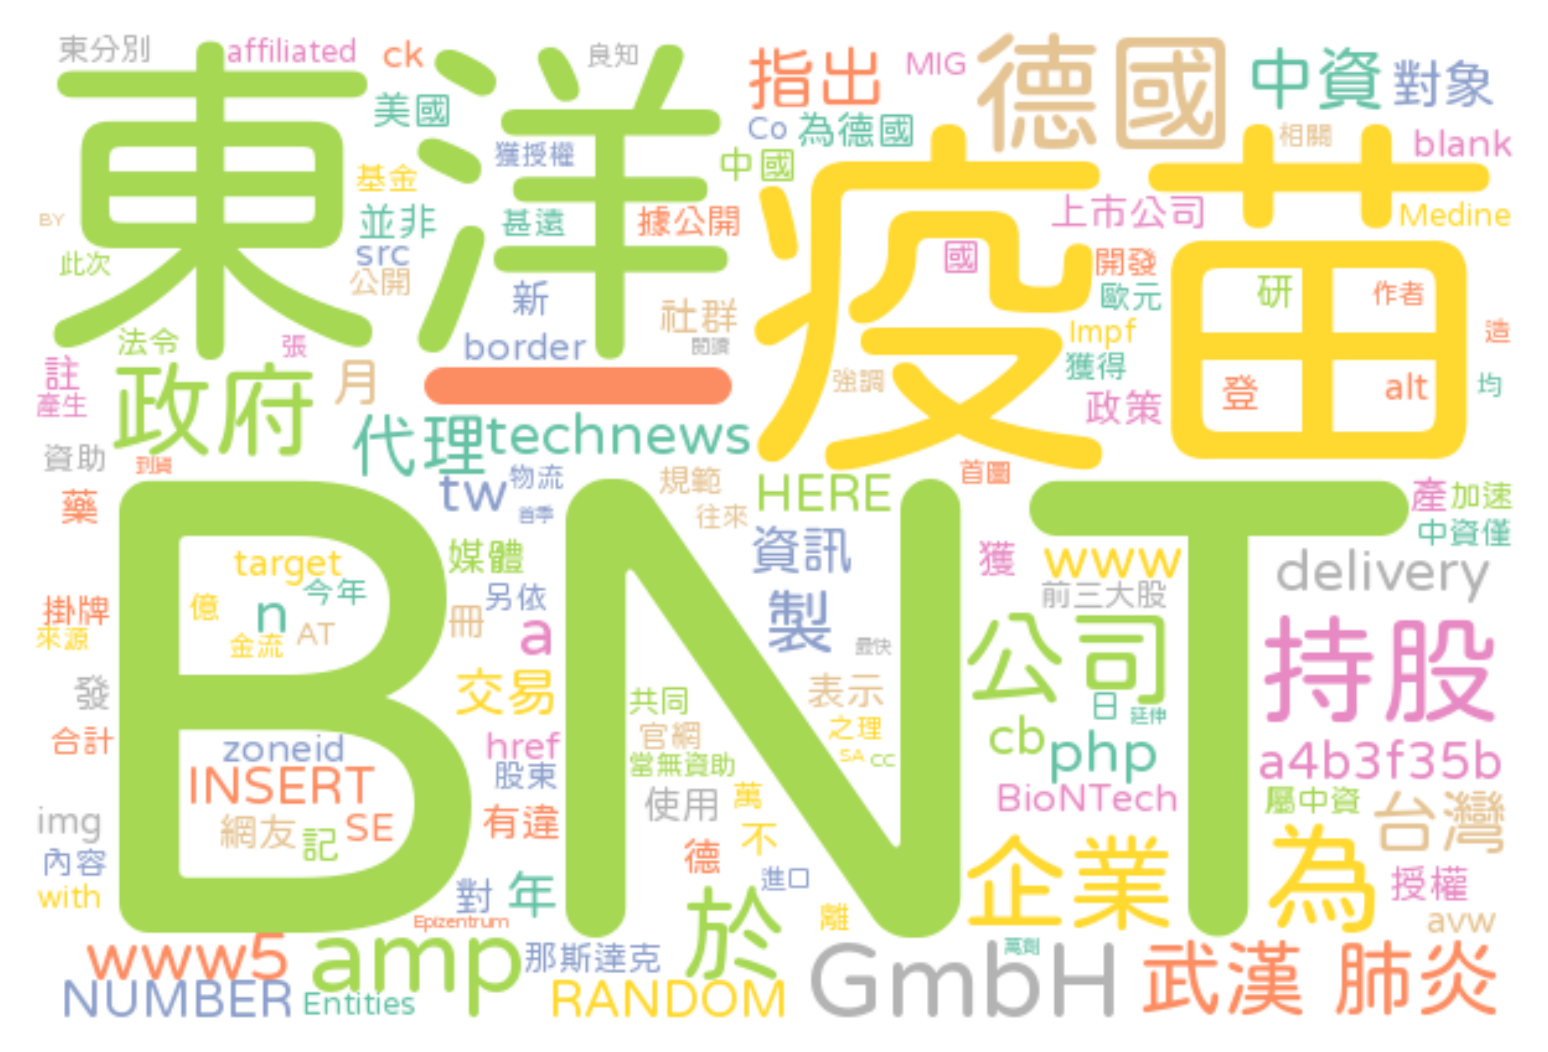 東分別
affiliated
ck
良知
指出
MIG
德國
中資
對象
東洋
美國
Co
為德國
相關
blank
獲授權
中國
疫苗
基金
BY
並非
甚遠
據公開
上市公司
Medine
src
國
開發
此次
公開
新
歐元
研
作者
社群
法令
張
border
閱讀
Impf
造
註
政府
月
一
強調
獲得
登
alt
均
產生
政策
代理
technews
資助
到貨
tw
物流
規範
HERE
首圖
藥
首季
往來
產
加速
BNT
中資僅
target
媒體
資訊
獲
www
delivery
今年
前三大股
掛牌
億
n
另依
製
來源
金流
AT
冊
a
最快
公司
持股
發
交易
共同
表示
日
延伸
合計
zoneid
href
官網
之理
cb
php
a4b3f35b
INSERT
股東
當無資助
SA
CC
BioNTech
屬中資
img
網友
記
SE
有違
使用
萬
台灣
內容
德
不
企業
為
with
對
年
進口
授權
Epizentrum
於
離
avw
www5
amp
那斯達克
GmbH
萬創
武漢
肺炎
NUMBER
Entities
RANDOM